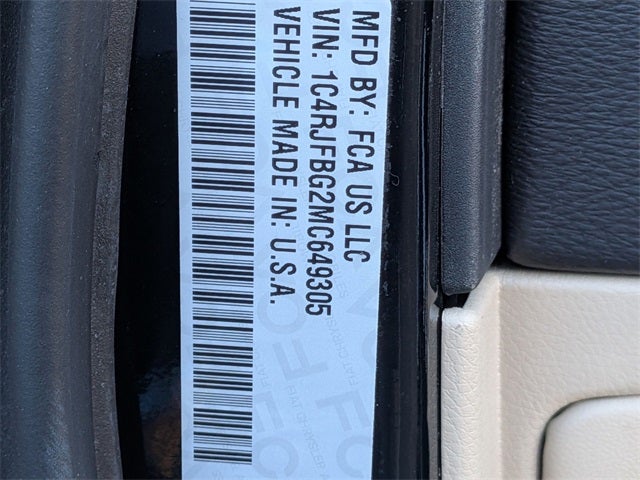 MFD BY: FCA US LLC
VIN: 1C4RJFBG2MC649305
VEHICLE MADE IN: U.S.A.